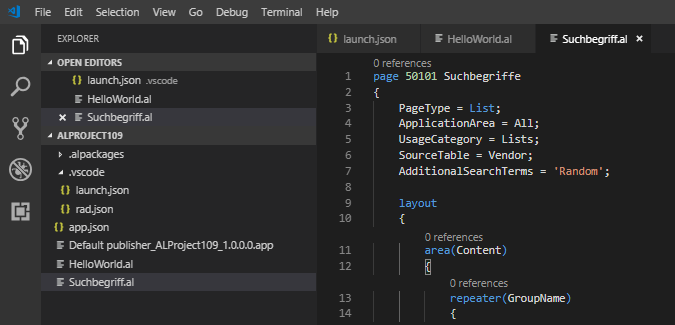 File Edit Selection View Go Debug Terminal Help
EXPLORER
OPEN EDITORS
{} launch.json .vscode
HelloWorld.al
Suchbegriff.al
ALPROJECT109
.alpackages
.vscode
{} launch.json
{} rad.json
{} app.json
Default publisher_ALProject109_1.0.0.0.app
HelloWorld.al
Suchbegriff.al
{} launch.json HelloWorld.al Suchbegriff.al
0 references
1 page 50101 Suchbegriffe
2 {
3 PageType = List;
4 ApplicationArea = All;
5 UsageCategory = Lists;
6 SourceTable = Vendor;
7 AdditionalSearchTerms = 'Random';
8
9 layout
10 {
0 references
11 area(Content)
12 {
0 references
13 repeater(GroupName)
14 {